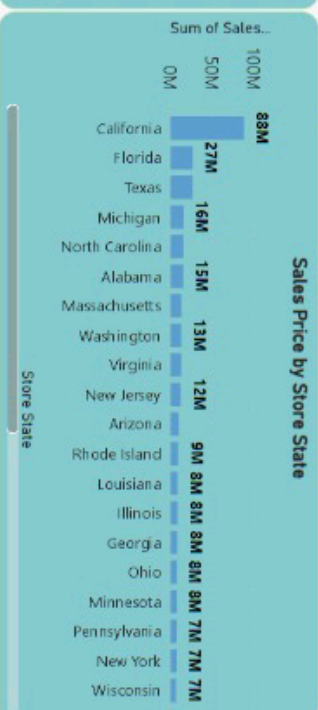 Sales Price by Store State
Sum of Sales...
0M
50M
100M
California
88M
Florida
27M
Texas
Michigan
16M
North Carolina
Alabama
15M
Massachusetts
Washington
13M
Virginia
New Jersey
12M
Arizona
Rhode Island
9M
Louisiana
8M
Illinois
8M
Georgia
8M
Ohio
8M
Minnesota
8M
Pennsylvania
7M
New York
7M
Wisconsin
7M
Store State